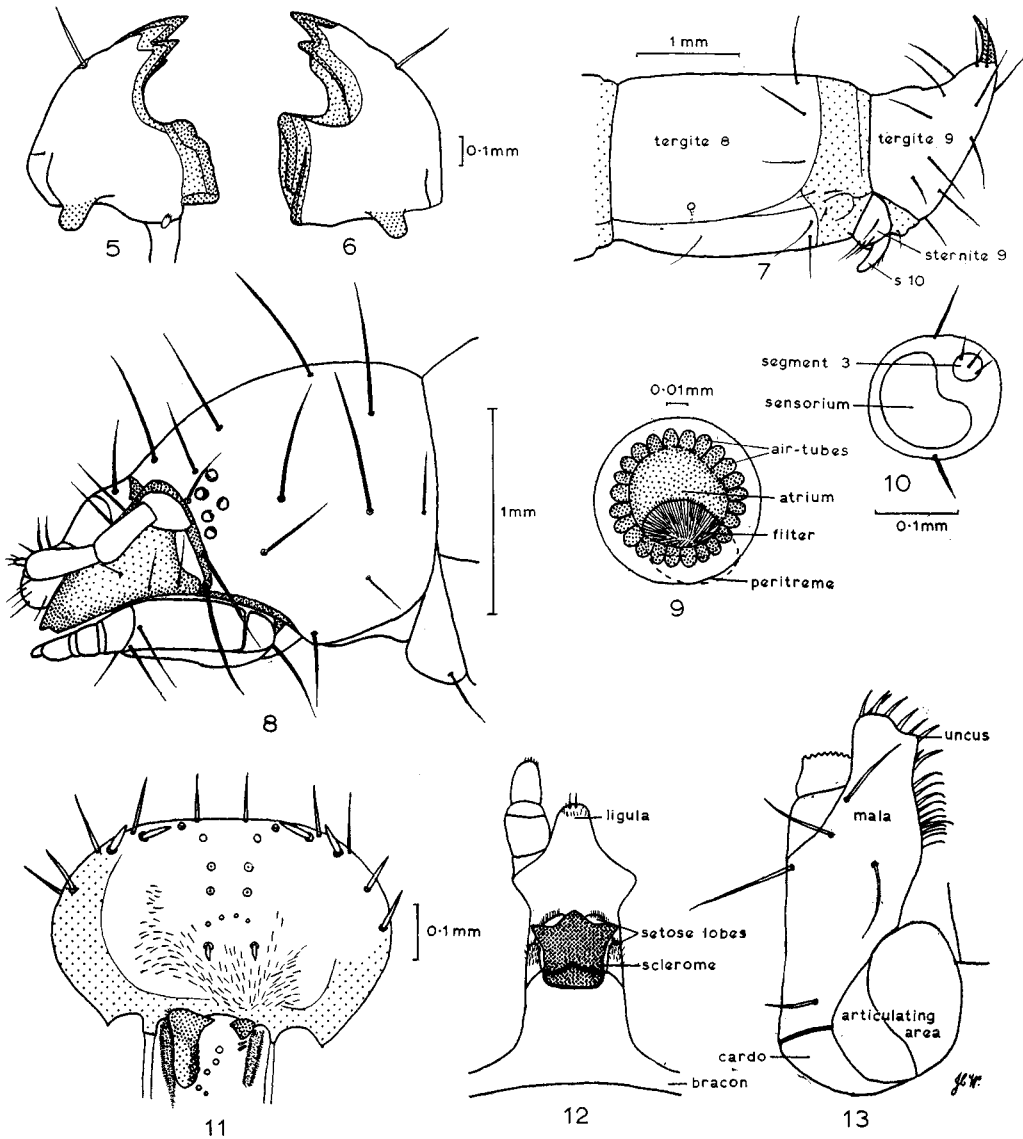 5
6
0·1mm
1mm
tergite 8
tergite 9
sternite 9
s 10
7
8
1mm
0·01mm
air-tubes
atrium
filter
peritreme
9
segment 3
sensorium
10
0·1mm
11
0·1mm
ligula
setose lobes
sclerome
bracon
12
uncus
mala
articulating
area
cardo
13